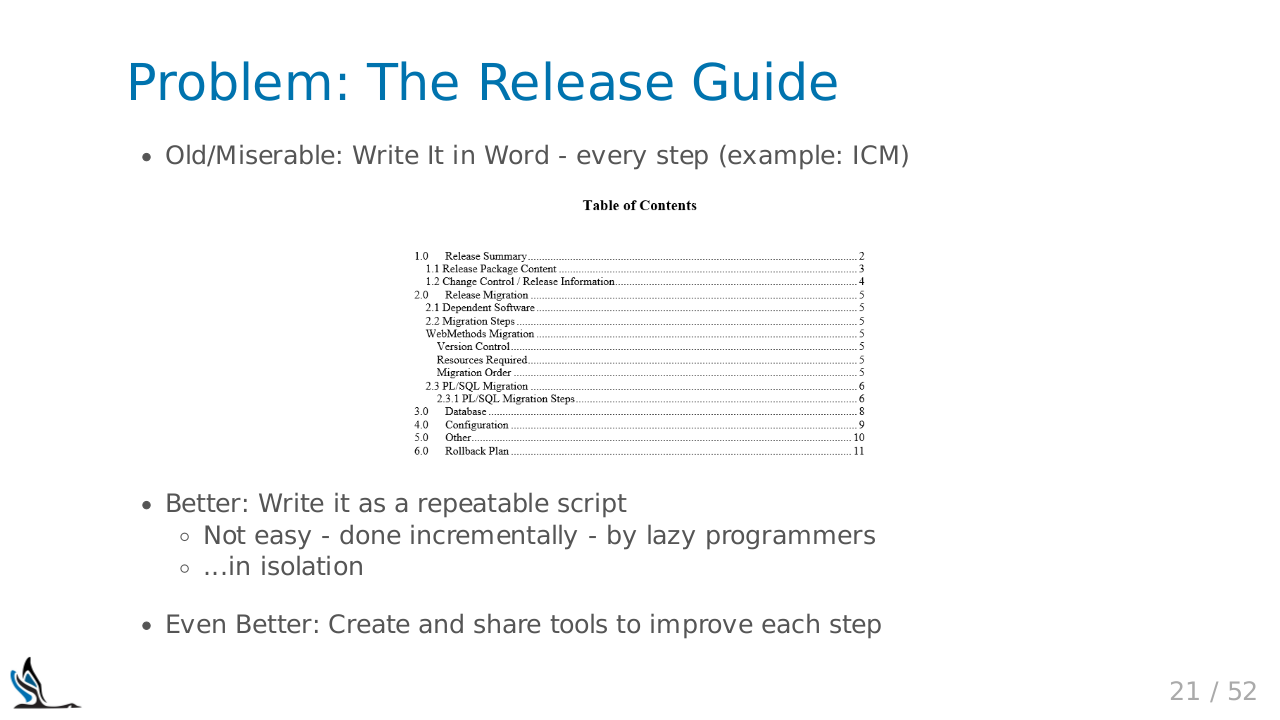 Problem: The Release Guide
• Old/Miserable: Write It in Word - every step (example: ICM)
Table of Contents
1.0 Release Summary 2
1.1 Release Package Content 3
1.2 Change Control / Release Information 4
2.0 Release Migration 5
2.1 Dependent Software 5
2.2 Migration Steps 5
WebMethods Migration 5
Version Control 5
Resources Required 5
Migration Order 5
2.3 PL/SQL Migration 6
2.3.1 PL/SQL Migration Steps 6
3.0 Database 8
4.0 Configuration 9
5.0 Other 10
6.0 Rollback Plan 11
• Better: Write it as a repeatable script
◦ Not easy - done incrementally - by lazy programmers
◦ ...in isolation
• Even Better: Create and share tools to improve each step
21 / 52